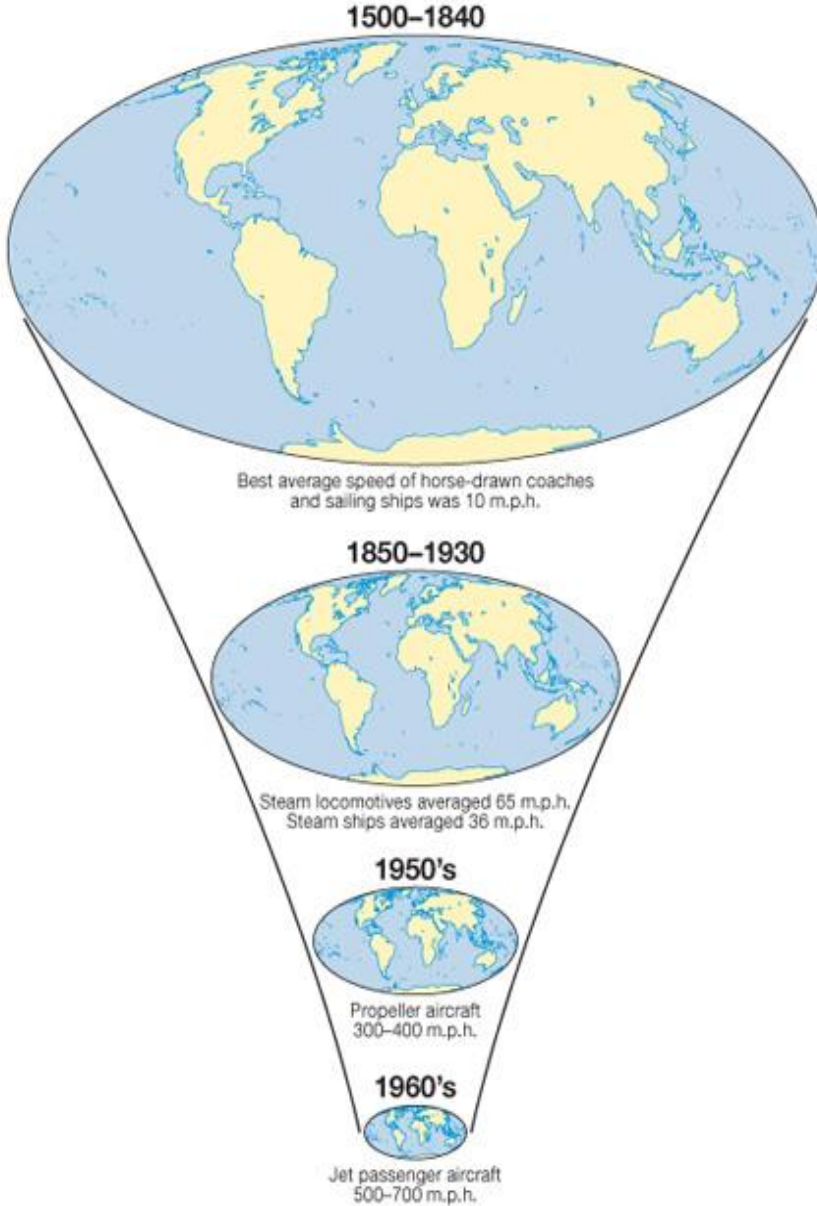 1500–1840
Best average speed of horse-drawn coaches
and sailing ships was 10 m.p.h.
1850–1930
Steam locomotives averaged 65 m.p.h.
Steam ships averaged 36 m.p.h.
1950's
Propeller aircraft
300–400 m.p.h.
1960's
Jet passenger aircraft
500–700 m.p.h.